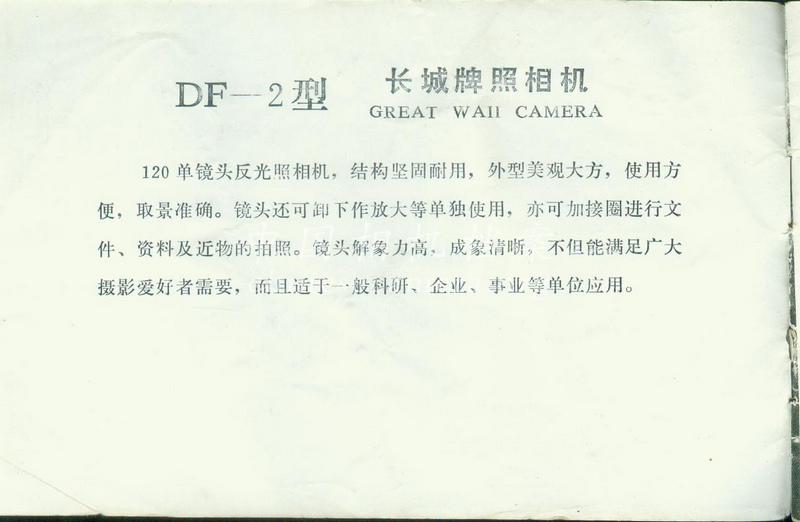 DF—2型 长城牌照相机
GREAT WAll CAMERA
120单镜头反光照相机，结构坚固耐用，外型美观大方，使用方
便，取景准确。镜头还可卸下作放大等单独使用，亦可加接圈进行文
件、资料及近物的拍照。镜头解象力高，成象清晰，不但能满足广大
摄影爱好者需要，而且适于一般科研、企业、事业等单位应用。